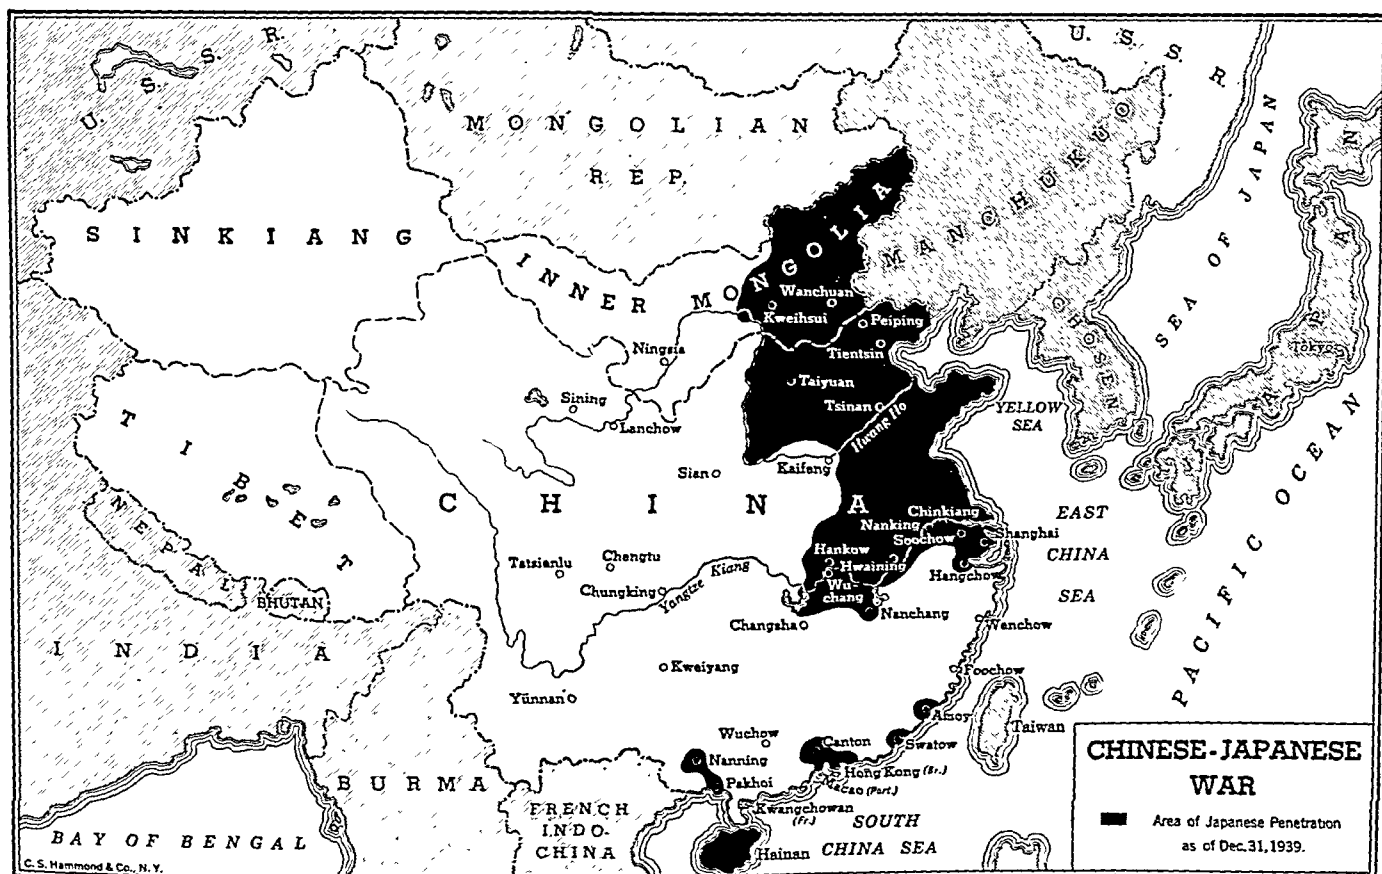 U. S. S. R.
U. S. S. R.
MONGOLIAN
REP.
SINKIANG
INNER MONGOLIA
MANCHUKUO
SEA OF JAPAN
JAPAN
CHOSEN
Wanchuan
Kweihsui
Peiping
Tientsin
Ningsia
Taiyuan
Tokyo
Sining
Tsinan
Hwang Ho
YELLOW
SEA
Lanchow
TIBET
Sian
Kaifeng
CHINA
NEPAL
Chinkiang
Nanking
Soochow
Shanghai
EAST
CHINA
SEA
Hankow
Hwaining
Hangchow
Tatsienlu
Chengtu
Chungking
Yangtze Kiang
Wu-
chang
Nanchang
BHUTAN
Changsha
Wenchow
PACIFIC OCEAN
INDIA
Kweiyang
Foochow
Yünnan
Amoy
Taiwan
Wuchow
Canton
Swatow
Nanning
Pakhoi
Hong Kong (Br.)
Macao (Port.)
BURMA
FRENCH
INDO-
CHINA
Kwangchowan
(Fr.)
SOUTH
CHINA SEA
Hainan
BAY OF BENGAL
C. S. Hammond & Co., N. Y.
CHINESE-JAPANESE
WAR
Area of Japanese Penetration
as of Dec. 31, 1939.